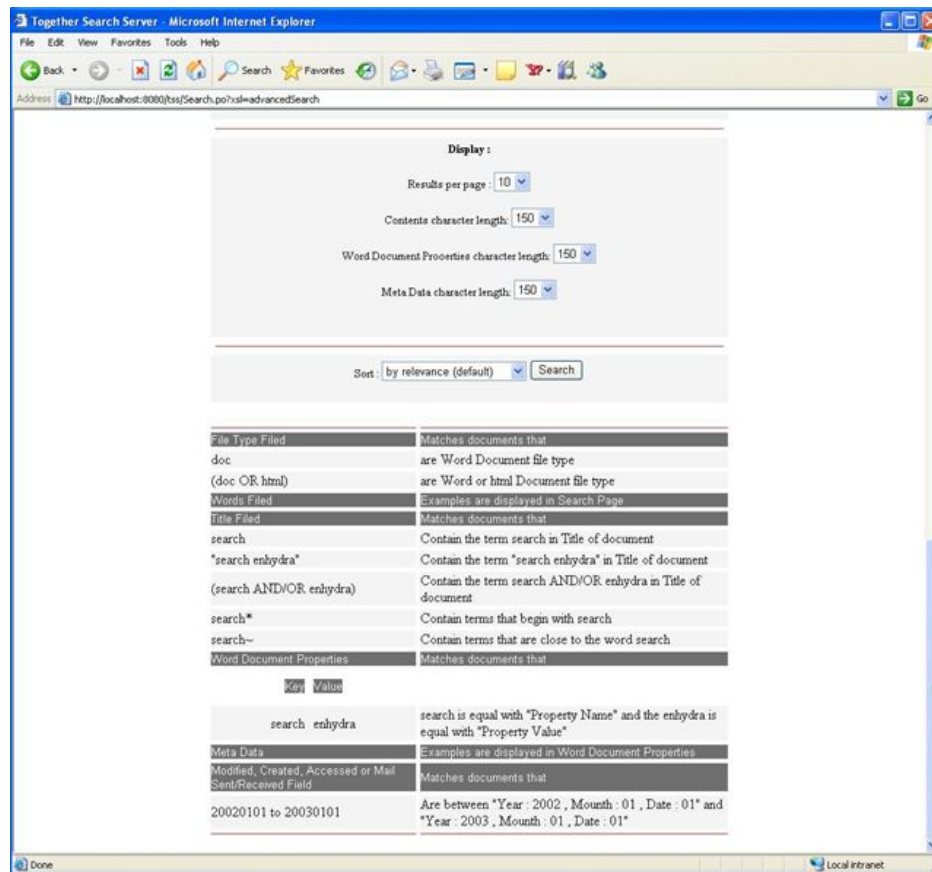 Together Search Server - Microsoft Internet Explorer
File Edit View Favorites Tools Help
Back Search Favorites
Address http://localhost:8080/tss/Search.po?xsl=advancedSearch Go
Display :
Results per page : 10
Contents character length: 150
Word Document Prooerties character length: 150
Meta Data character length: 150
Sort : by relevance (default) Search
File Type Filed Matches documents that
doc are Word Document file type
(doc OR html) are Word or html Document file type
Words Filed Examples are displayed in Search Page
Title Filed Matches documents that
search Contain the term search in Title of document
"search enhydra" Contain the term "search enhydra" in Title of document
(search AND/OR enhydra) Contain the term search AND/OR enhydra in Title of
document
search* Contain terms that begin with search
search~ Contain terms that are close to the word search
Word Document Properties Matches documents that
Key Value
search enhydra search is equal with "Property Name" and the enhydra is
equal with "Property Value"
Meta Data Examples are displayed in Word Document Properties
Modified, Created, Accessed or Mail
Sent/Received Field Matches documents that
20020101 to 20030101 Are between "Year : 2002 , Mounth : 01 , Date : 01" and
"Year : 2003 , Mounth : 01 , Date : 01"
Done Local intranet